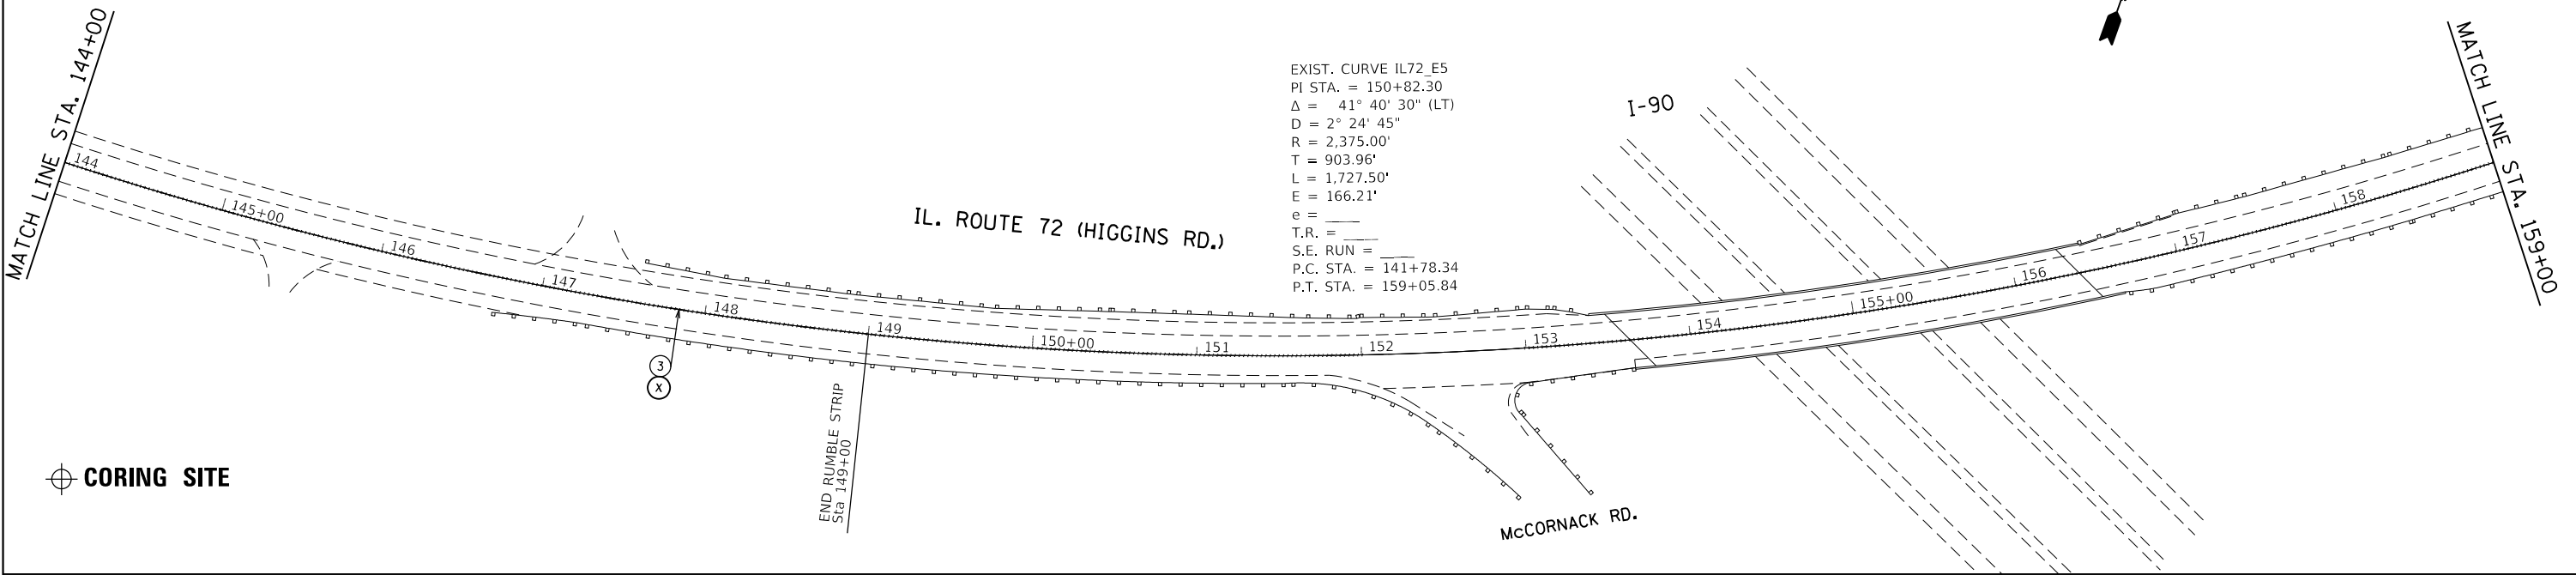 MATCH LINE STA. 144+00
144
145+00
146
147
148
149
150+00
151
152
153
154
155+00
156
157
158
MATCH LINE STA. 159+00
IL. ROUTE 72 (HIGGINS RD.)
EXIST. CURVE IL72_E5
PI STA. = 150+82.30
Δ = 41° 40' 30" (LT)
D = 2° 24' 45"
R = 2,375.00'
T = 903.96'
L = 1,727.50'
E = 166.21'
e = ____
T.R. = ____
S.E. RUN = ____
P.C. STA. = 141+78.34
P.T. STA. = 159+05.84
I-90
3
X
END RUMBLE STRIP
Sta 149+00
McCORNACK RD.
CORING SITE